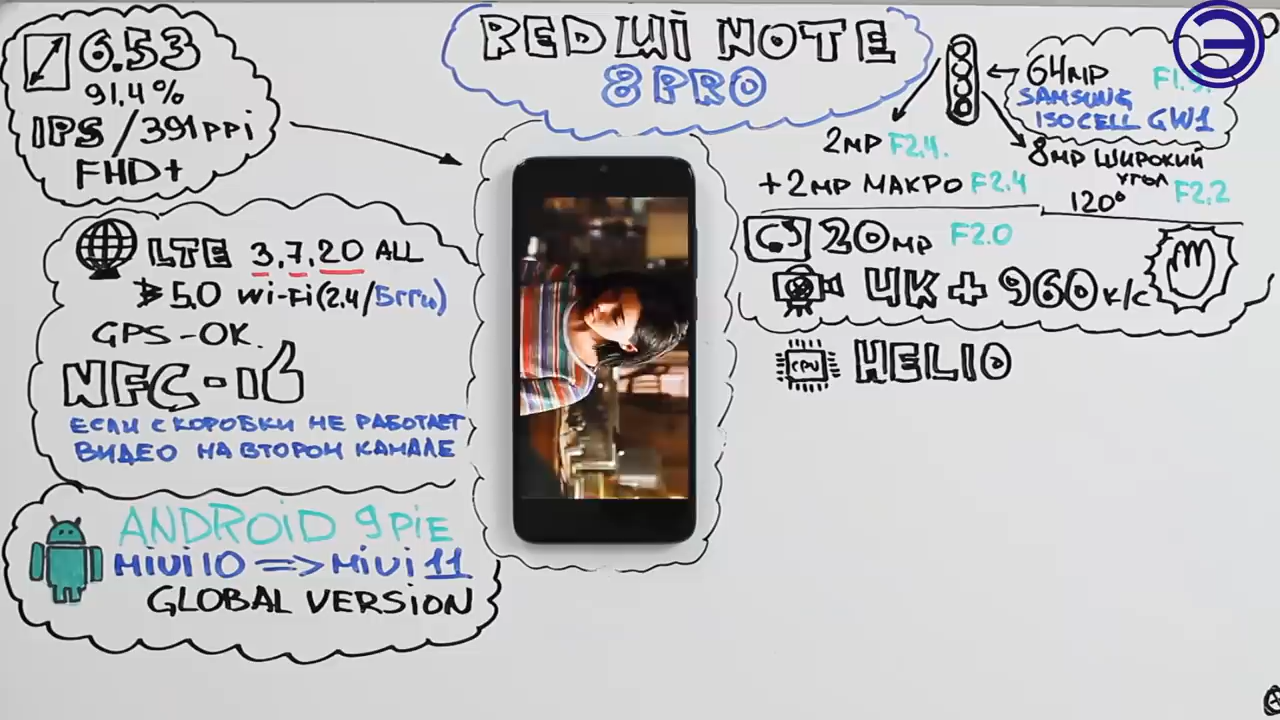 REDMI NOTE
8 PRO
6.53
91,4%
IPS / 391ppi
FHD+
LTE 3,7,20 ALL
5.0 Wi-Fi (2.4/5ГГц)
GPS - OK.
NFC -
ЕСЛИ С КОРОБКИ НЕ РАБОТАЕТ
ВИДЕО НА ВТОРОМ КАНАЛЕ
ANDROID 9 PIE
MIUI 10 => MIUI 11
GLOBAL VERSION
64MP
SAMSUNG
ISOCELL GW1
2MP F2.4.
8MP ШИРОКИЙ
УГОЛ
120° F2,2
+2MP МАКРО F2.4
20MP F2.0
4K + 960 К/С
CPU HELIO
Э